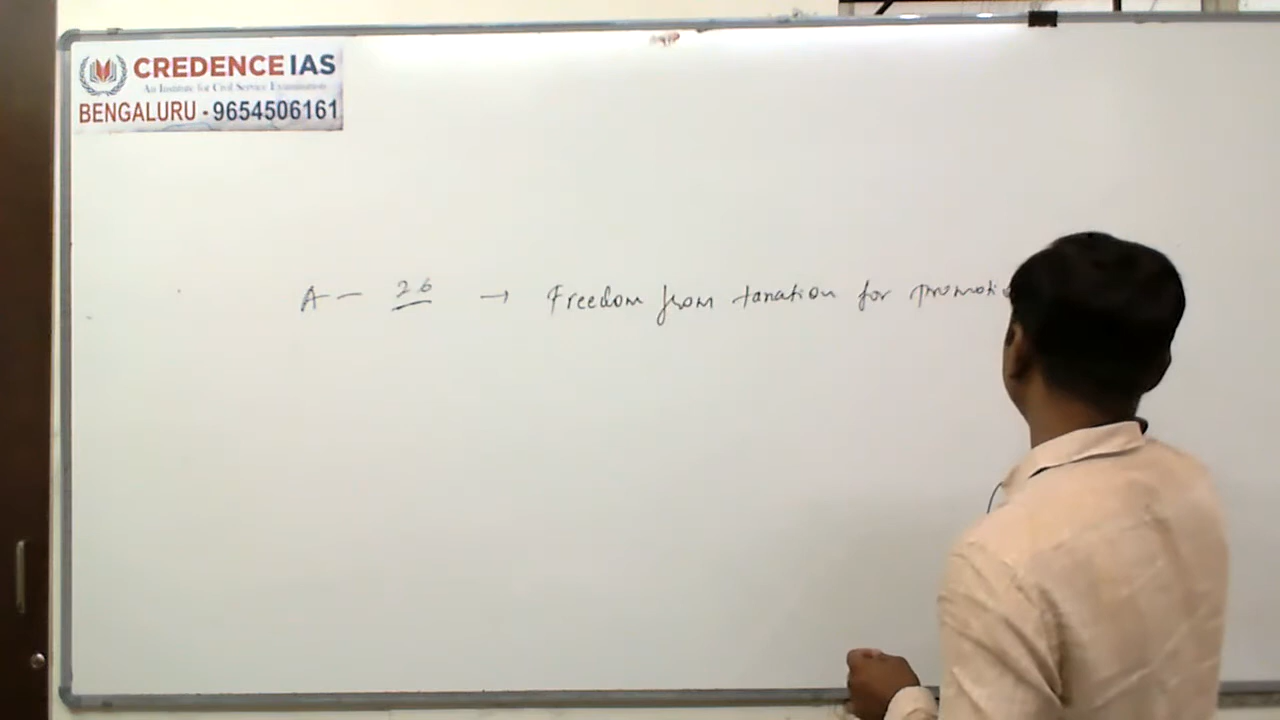 CREDENCE IAS
An Institute for Civil Service Examination
BENGALURU - 9654506161
A - 26 → Freedom from tanation for promoti